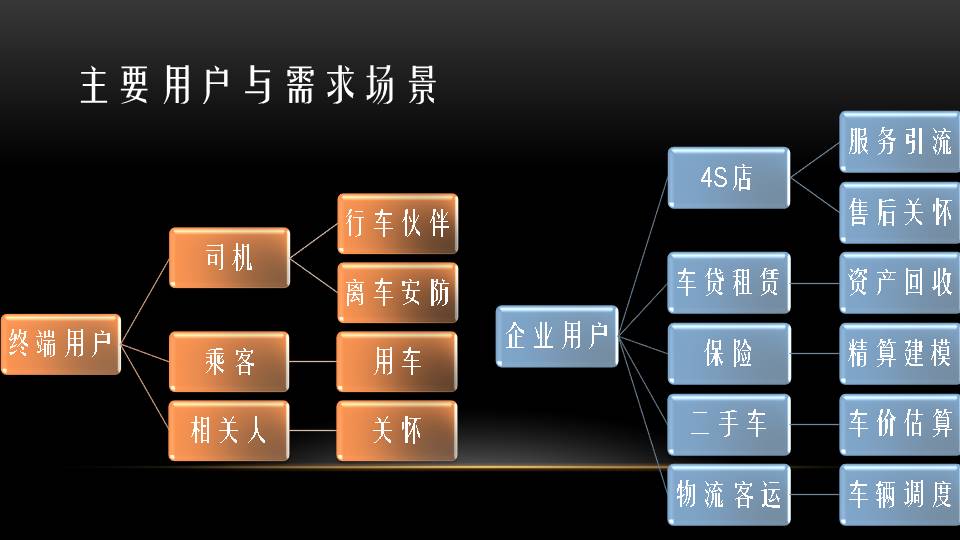 主要用户与需求场景
终端用户
司机
行车伙伴
离车安防
乘客
用车
相关人
关怀
企业用户
4S店
服务引流
售后关怀
车贷租赁
资产回收
保险
精算建模
二手车
车价估算
物流客运
车辆调度